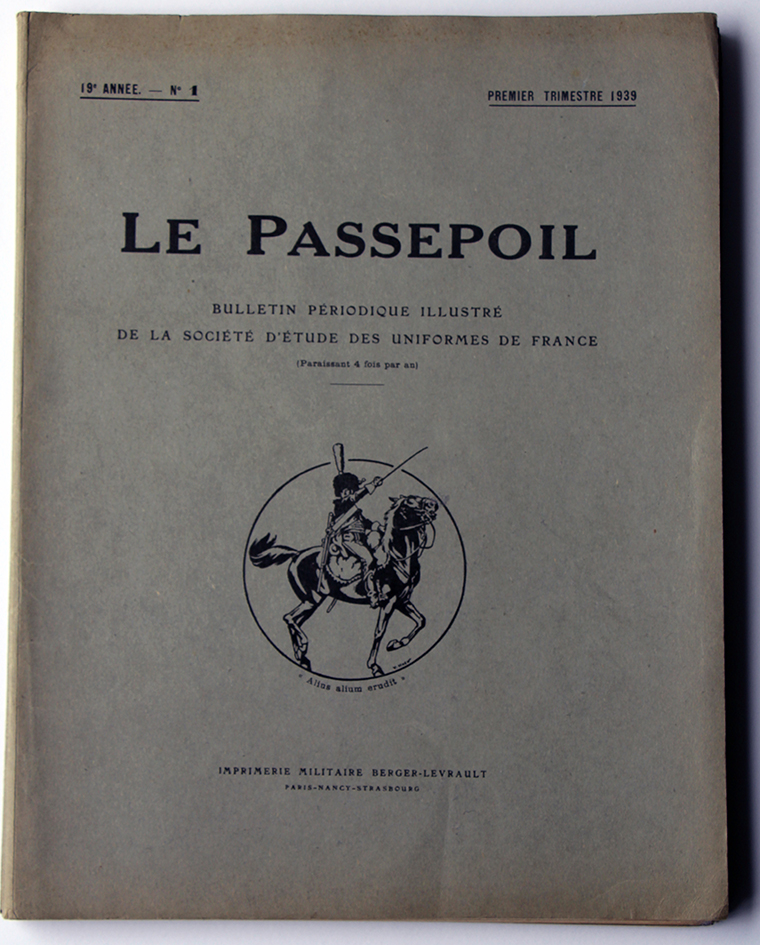 19e ANNÉE. — No 1
PREMIER TRIMESTRE 1939
LE PASSEPOIL
BULLETIN PÉRIODIQUE ILLUSTRÉ
DE LA SOCIÉTÉ D'ÉTUDE DES UNIFORMES DE FRANCE
(Paraissant 4 fois par an)
« Alius alium erudit »
IMPRIMERIE MILITAIRE BERGER-LEVRAULT
PARIS-NANCY-STRASBOURG